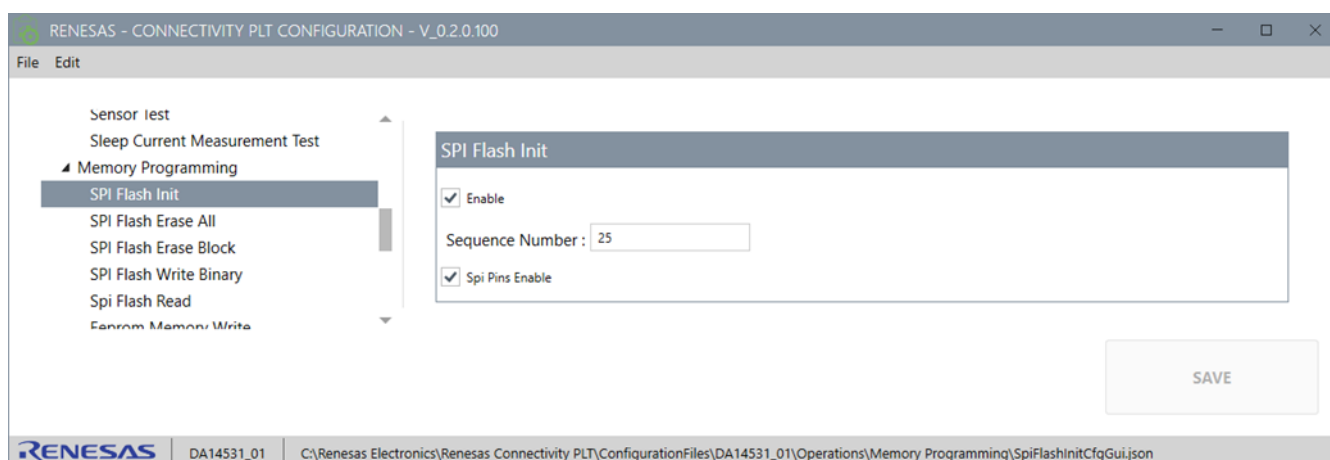 RENESAS - CONNECTIVITY PLT CONFIGURATION - V_0.2.0.100
File Edit
Sensor Test
Sleep Current Measurement Test
Memory Programming
SPI Flash Init
SPI Flash Erase All
SPI Flash Erase Block
SPI Flash Write Binary
Spi Flash Read
Eeprom Memory Write
SPI Flash Init
Enable
Sequence Number : 25
Spi Pins Enable
SAVE
RENESAS DA14531_01 C:\Renesas Electronics\Renesas Connectivity PLT\ConfigurationFiles\DA14531_01\Operations\Memory Programming\SpiFlashInitCfgGui.json